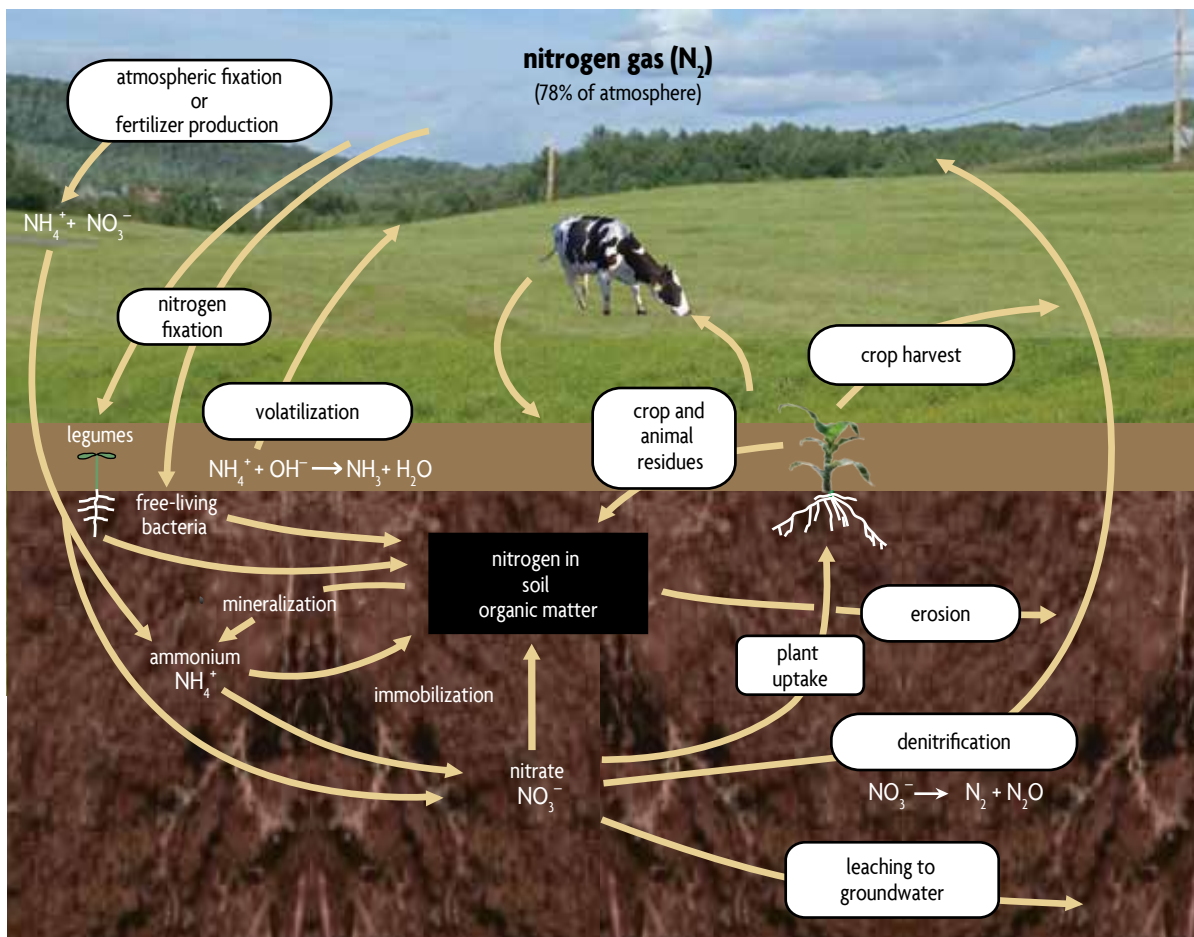 nitrogen gas (N₂)
(78% of atmosphere)
atmospheric fixation
or
fertilizer production
NH₄⁺ + NO₃⁻
nitrogen
fixation
crop harvest
volatilization
crop and
animal
residues
legumes
NH₄⁺ + OH⁻ → NH₃ + H₂O
free-living
bacteria
nitrogen in
soil
organic matter
mineralization
erosion
ammonium
NH₄⁺
plant
uptake
immobilization
denitrification
nitrate
NO₃⁻
NO₃⁻ → N₂ + N₂O
leaching to
groundwater